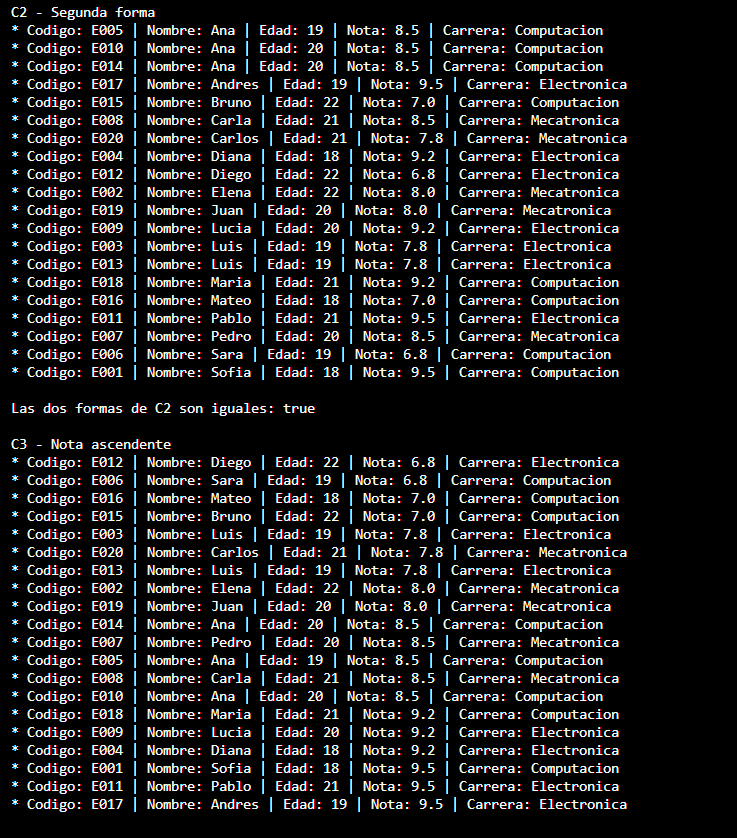 C2 - Segunda forma
* Codigo: E005 | Nombre: Ana | Edad: 19 | Nota: 8.5 | Carrera: Computacion
* Codigo: E010 | Nombre: Ana | Edad: 20 | Nota: 8.5 | Carrera: Computacion
* Codigo: E014 | Nombre: Ana | Edad: 20 | Nota: 8.5 | Carrera: Computacion
* Codigo: E017 | Nombre: Andres | Edad: 19 | Nota: 9.5 | Carrera: Electronica
* Codigo: E015 | Nombre: Bruno | Edad: 22 | Nota: 7.0 | Carrera: Computacion
* Codigo: E008 | Nombre: Carla | Edad: 21 | Nota: 8.5 | Carrera: Mecatronica
* Codigo: E020 | Nombre: Carlos | Edad: 21 | Nota: 7.8 | Carrera: Mecatronica
* Codigo: E004 | Nombre: Diana | Edad: 18 | Nota: 9.2 | Carrera: Electronica
* Codigo: E012 | Nombre: Diego | Edad: 22 | Nota: 6.8 | Carrera: Electronica
* Codigo: E002 | Nombre: Elena | Edad: 22 | Nota: 8.0 | Carrera: Mecatronica
* Codigo: E019 | Nombre: Juan | Edad: 20 | Nota: 8.0 | Carrera: Mecatronica
* Codigo: E009 | Nombre: Lucia | Edad: 20 | Nota: 9.2 | Carrera: Electronica
* Codigo: E003 | Nombre: Luis | Edad: 19 | Nota: 7.8 | Carrera: Electronica
* Codigo: E013 | Nombre: Luis | Edad: 19 | Nota: 7.8 | Carrera: Electronica
* Codigo: E018 | Nombre: Maria | Edad: 21 | Nota: 9.2 | Carrera: Computacion
* Codigo: E016 | Nombre: Mateo | Edad: 18 | Nota: 7.0 | Carrera: Computacion
* Codigo: E011 | Nombre: Pablo | Edad: 21 | Nota: 9.5 | Carrera: Electronica
* Codigo: E007 | Nombre: Pedro | Edad: 20 | Nota: 8.5 | Carrera: Mecatronica
* Codigo: E006 | Nombre: Sara | Edad: 19 | Nota: 6.8 | Carrera: Computacion
* Codigo: E001 | Nombre: Sofia | Edad: 18 | Nota: 9.5 | Carrera: Computacion
Las dos formas de C2 son iguales: true
C3 - Nota ascendente
* Codigo: E012 | Nombre: Diego | Edad: 22 | Nota: 6.8 | Carrera: Electronica
* Codigo: E006 | Nombre: Sara | Edad: 19 | Nota: 6.8 | Carrera: Computacion
* Codigo: E016 | Nombre: Mateo | Edad: 18 | Nota: 7.0 | Carrera: Computacion
* Codigo: E015 | Nombre: Bruno | Edad: 22 | Nota: 7.0 | Carrera: Computacion
* Codigo: E003 | Nombre: Luis | Edad: 19 | Nota: 7.8 | Carrera: Electronica
* Codigo: E020 | Nombre: Carlos | Edad: 21 | Nota: 7.8 | Carrera: Mecatronica
* Codigo: E013 | Nombre: Luis | Edad: 19 | Nota: 7.8 | Carrera: Electronica
* Codigo: E002 | Nombre: Elena | Edad: 22 | Nota: 8.0 | Carrera: Mecatronica
* Codigo: E019 | Nombre: Juan | Edad: 20 | Nota: 8.0 | Carrera: Mecatronica
* Codigo: E014 | Nombre: Ana | Edad: 20 | Nota: 8.5 | Carrera: Computacion
* Codigo: E007 | Nombre: Pedro | Edad: 20 | Nota: 8.5 | Carrera: Mecatronica
* Codigo: E005 | Nombre: Ana | Edad: 19 | Nota: 8.5 | Carrera: Computacion
* Codigo: E008 | Nombre: Carla | Edad: 21 | Nota: 8.5 | Carrera: Mecatronica
* Codigo: E010 | Nombre: Ana | Edad: 20 | Nota: 8.5 | Carrera: Computacion
* Codigo: E018 | Nombre: Maria | Edad: 21 | Nota: 9.2 | Carrera: Computacion
* Codigo: E009 | Nombre: Lucia | Edad: 20 | Nota: 9.2 | Carrera: Electronica
* Codigo: E004 | Nombre: Diana | Edad: 18 | Nota: 9.2 | Carrera: Electronica
* Codigo: E001 | Nombre: Sofia | Edad: 18 | Nota: 9.5 | Carrera: Computacion
* Codigo: E011 | Nombre: Pablo | Edad: 21 | Nota: 9.5 | Carrera: Electronica
* Codigo: E017 | Nombre: Andres | Edad: 19 | Nota: 9.5 | Carrera: Electronica